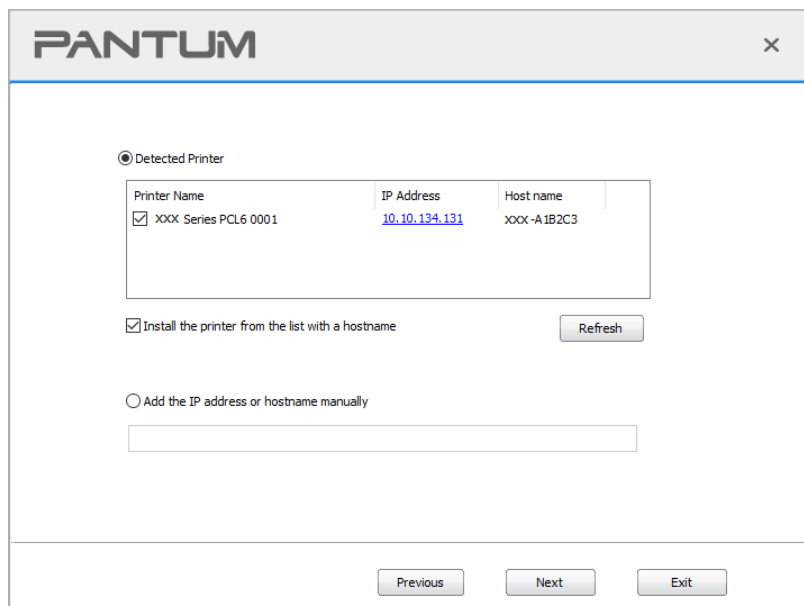 PANTUM
Detected Printer
Printer Name IP Address Host name
XXX Series PCL6 0001 10.10.134.131 XXX-A1B2C3
Install the printer from the list with a hostname Refresh
Add the IP address or hostname manually
Previous Next Exit